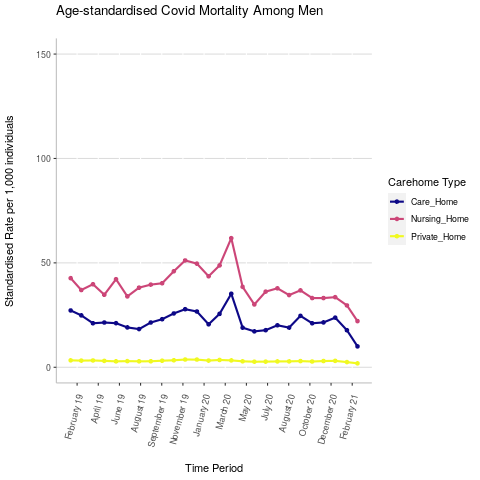 Age-standardised Covid Mortality Among Men
Standardised Rate per 1,000 individuals
150
100
50
0
February 19
April 19
June 19
August 19
September 19
November 19
January 20
March 20
May 20
July 20
August 20
October 20
December 20
February 21
Time Period
Carehome Type
Care_Home
Nursing_Home
Private_Home